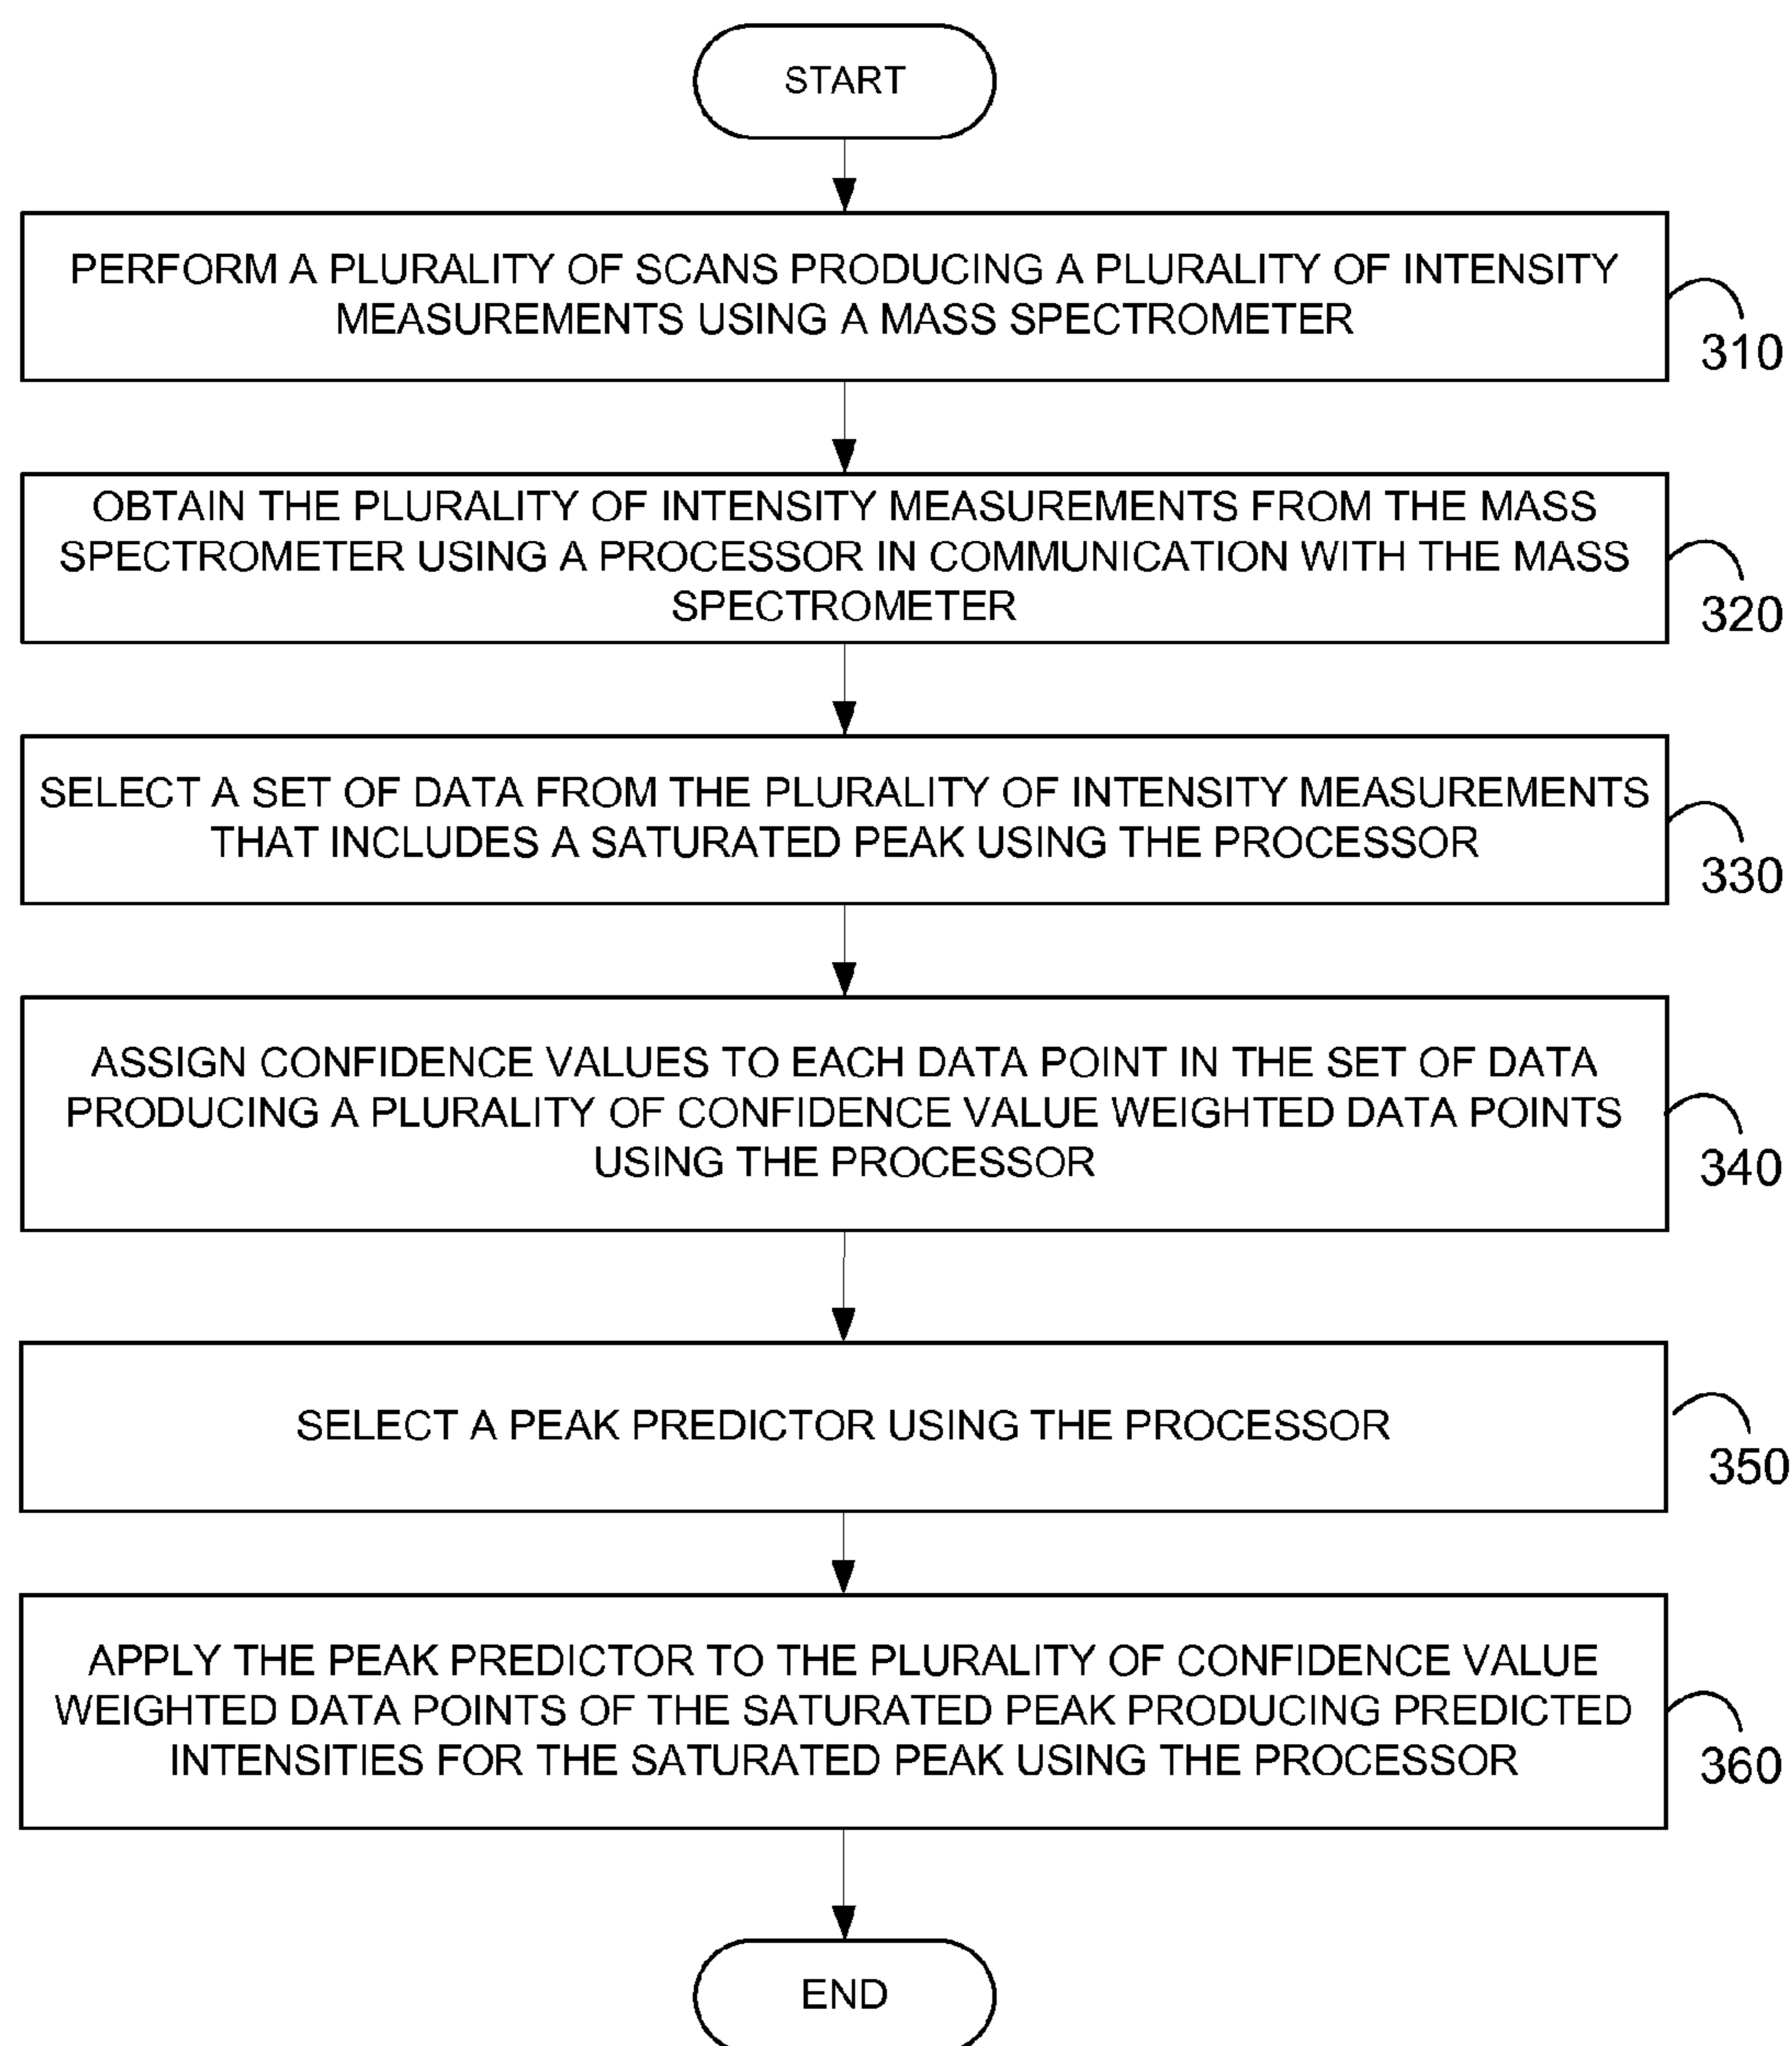 START
PERFORM A PLURALITY OF SCANS PRODUCING A PLURALITY OF INTENSITY
MEASUREMENTS USING A MASS SPECTROMETER
310
OBTAIN THE PLURALITY OF INTENSITY MEASUREMENTS FROM THE MASS
SPECTROMETER USING A PROCESSOR IN COMMUNICATION WITH THE MASS
SPECTROMETER
320
SELECT A SET OF DATA FROM THE PLURALITY OF INTENSITY MEASUREMENTS
THAT INCLUDES A SATURATED PEAK USING THE PROCESSOR
330
ASSIGN CONFIDENCE VALUES TO EACH DATA POINT IN THE SET OF DATA
PRODUCING A PLURALITY OF CONFIDENCE VALUE WEIGHTED DATA POINTS
USING THE PROCESSOR
340
SELECT A PEAK PREDICTOR USING THE PROCESSOR
350
APPLY THE PEAK PREDICTOR TO THE PLURALITY OF CONFIDENCE VALUE
WEIGHTED DATA POINTS OF THE SATURATED PEAK PRODUCING PREDICTED
INTENSITIES FOR THE SATURATED PEAK USING THE PROCESSOR
360
END